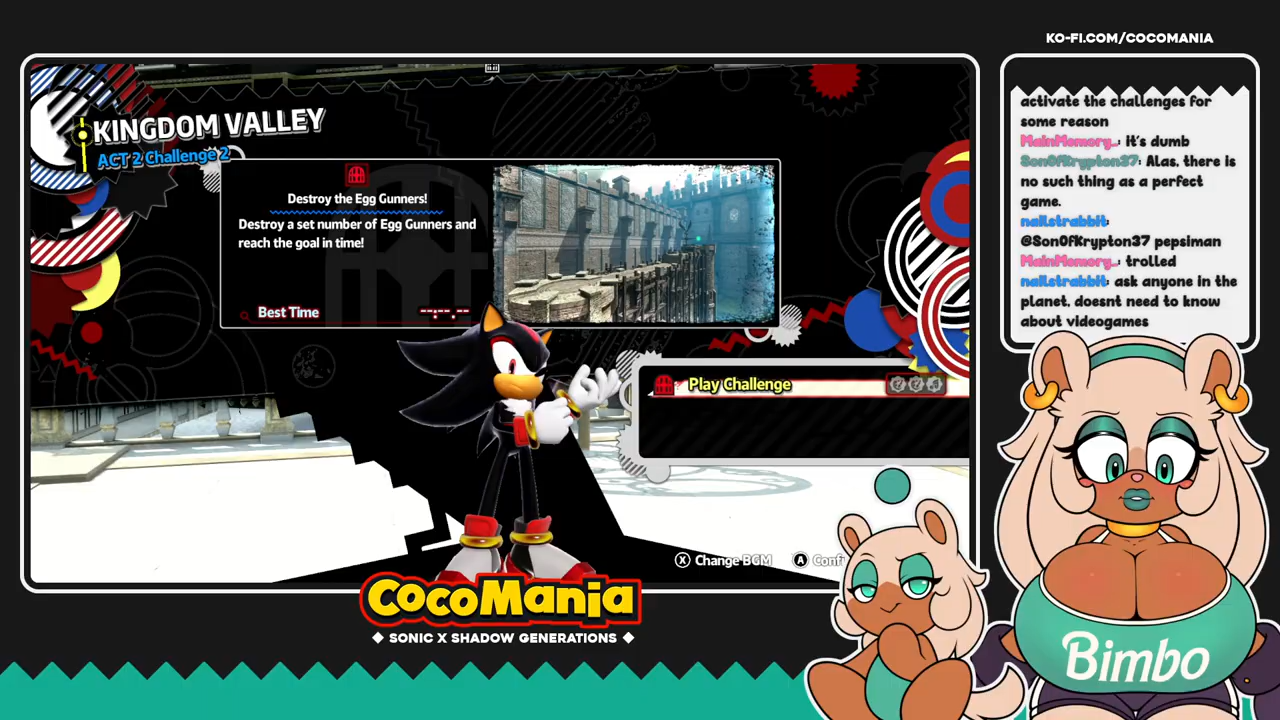 KO-FI.COM/COCOMANIA
KINGDOM VALLEY
ACT 2 Challenge 2
Destroy the Egg Gunners!
Destroy a set number of Egg Gunners and
reach the goal in time!
Best Time --:--.--
Play Challenge
X Change BGM
A Confi
CocoMania
◆ SONIC X SHADOW GENERATIONS ◆
activate the challenges for
some reason
MainMemory_: It's dumb
SonOfKrypton37: Alas, there is
no such thing as a perfect
game.
nailstrabbit:
@SonOfKrypton37 pepsiman
MainMemory_: trolled
nailstrabbit: ask anyone in the
planet, doesnt need to know
about videogames
Bimbo